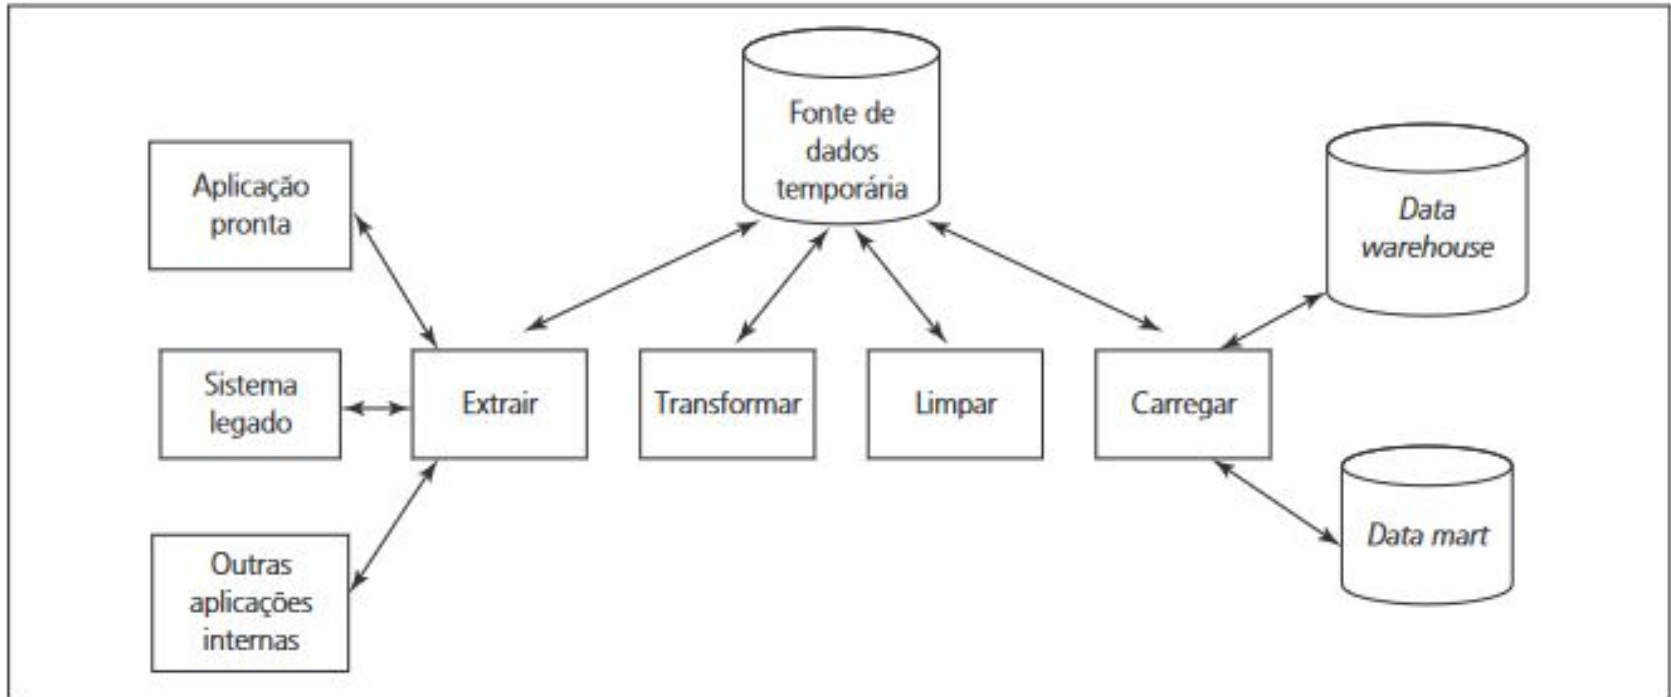 Fonte de
dados
temporária
Aplicação
pronta
Data
warehouse
Sistema
legado
Extrair
Transformar
Limpar
Carregar
Data mart
Outras
aplicações
internas